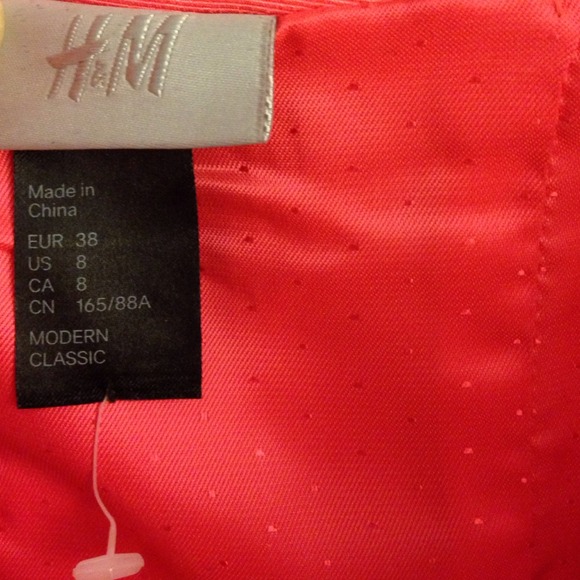 H&M
Made in
China
EUR 38
US 8
CA 8
CN 165/88A
MODERN
CLASSIC